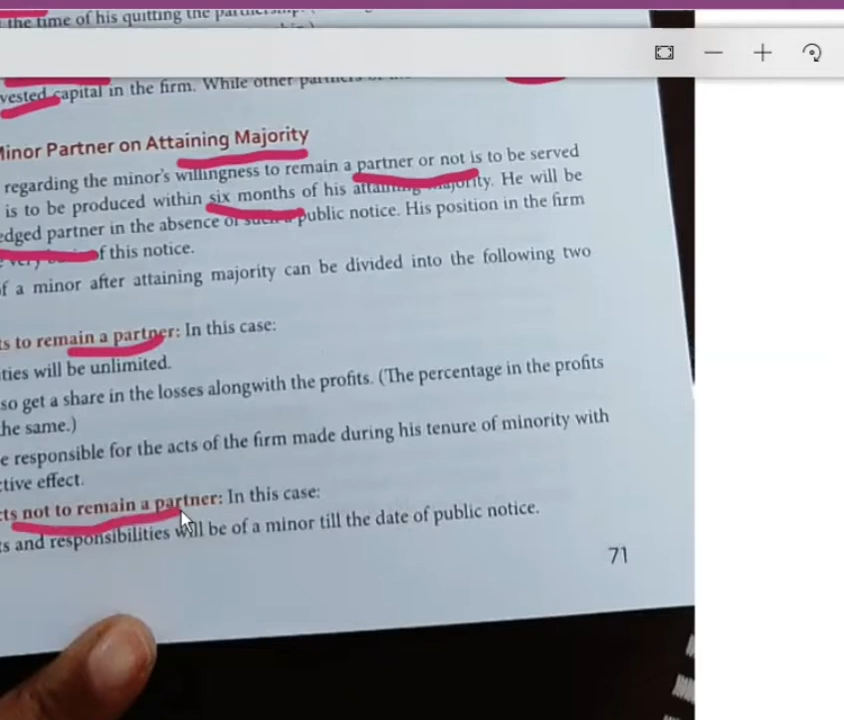 the time of his quitting the partnership.
vested capital in the firm. While other partners of the
Minor Partner on Attaining Majority
regarding the minor's willingness to remain a partner or not is to be served
is to be produced within six months of his attaining majority. He will be
edged partner in the absence of such a public notice. His position in the firm
of this notice.
f a minor after attaining majority can be divided into the following two
ts to remain a partner: In this case:
ties will be unlimited.
so get a share in the losses alongwith the profits. (The percentage in the profits
he same.)
e responsible for the acts of the firm made during his tenure of minority with
ctive effect.
cts not to remain a partner: In this case:
s and responsibilities will be of a minor till the date of public notice.
71